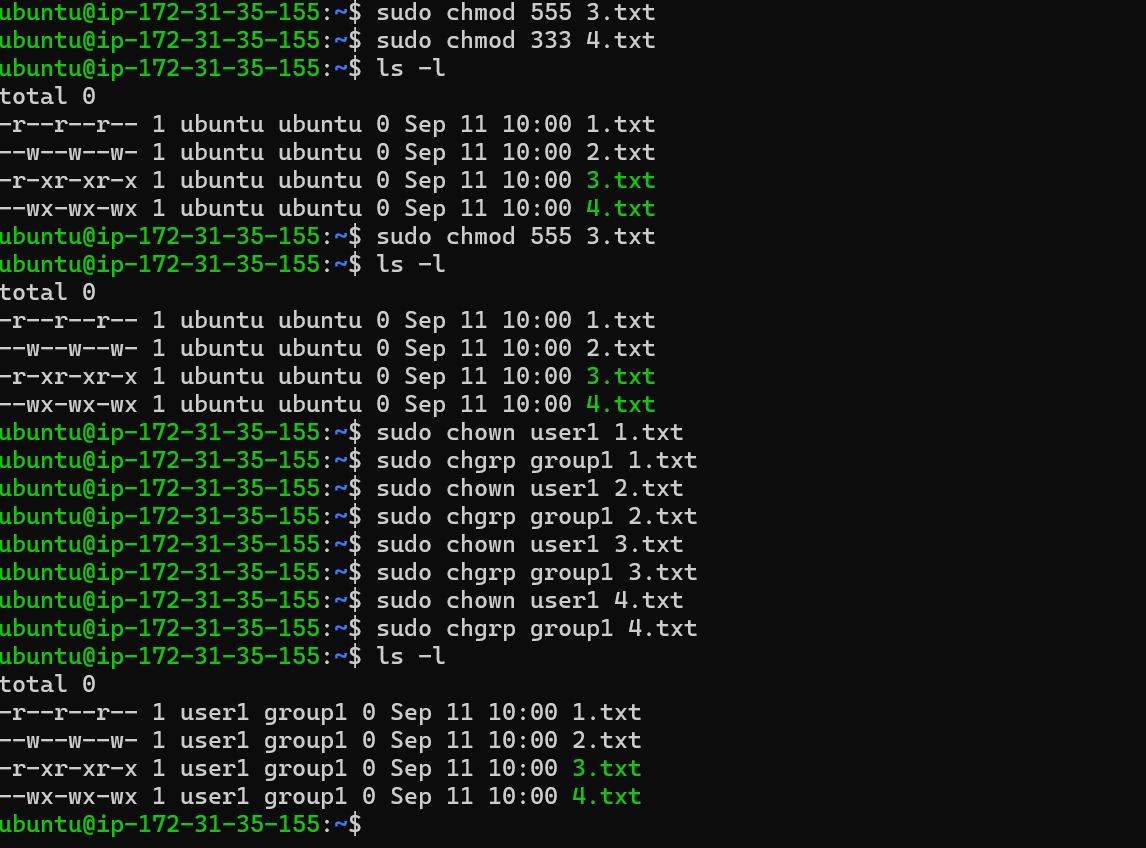 ubuntu@ip-172-31-35-155:~$ sudo chmod 555 3.txt
ubuntu@ip-172-31-35-155:~$ sudo chmod 333 4.txt
ubuntu@ip-172-31-35-155:~$ ls -l
total 0
-r--r--r-- 1 ubuntu ubuntu 0 Sep 11 10:00 1.txt
--w--w--w- 1 ubuntu ubuntu 0 Sep 11 10:00 2.txt
-r-xr-xr-x 1 ubuntu ubuntu 0 Sep 11 10:00 3.txt
--wx-wx-wx 1 ubuntu ubuntu 0 Sep 11 10:00 4.txt
ubuntu@ip-172-31-35-155:~$ sudo chmod 555 3.txt
ubuntu@ip-172-31-35-155:~$ ls -l
total 0
-r--r--r-- 1 ubuntu ubuntu 0 Sep 11 10:00 1.txt
--w--w--w- 1 ubuntu ubuntu 0 Sep 11 10:00 2.txt
-r-xr-xr-x 1 ubuntu ubuntu 0 Sep 11 10:00 3.txt
--wx-wx-wx 1 ubuntu ubuntu 0 Sep 11 10:00 4.txt
ubuntu@ip-172-31-35-155:~$ sudo chown user1 1.txt
ubuntu@ip-172-31-35-155:~$ sudo chgrp group1 1.txt
ubuntu@ip-172-31-35-155:~$ sudo chown user1 2.txt
ubuntu@ip-172-31-35-155:~$ sudo chgrp group1 2.txt
ubuntu@ip-172-31-35-155:~$ sudo chown user1 3.txt
ubuntu@ip-172-31-35-155:~$ sudo chgrp group1 3.txt
ubuntu@ip-172-31-35-155:~$ sudo chown user1 4.txt
ubuntu@ip-172-31-35-155:~$ sudo chgrp group1 4.txt
ubuntu@ip-172-31-35-155:~$ ls -l
total 0
-r--r--r-- 1 user1 group1 0 Sep 11 10:00 1.txt
--w--w--w- 1 user1 group1 0 Sep 11 10:00 2.txt
-r-xr-xr-x 1 user1 group1 0 Sep 11 10:00 3.txt
--wx-wx-wx 1 user1 group1 0 Sep 11 10:00 4.txt
ubuntu@ip-172-31-35-155:~$